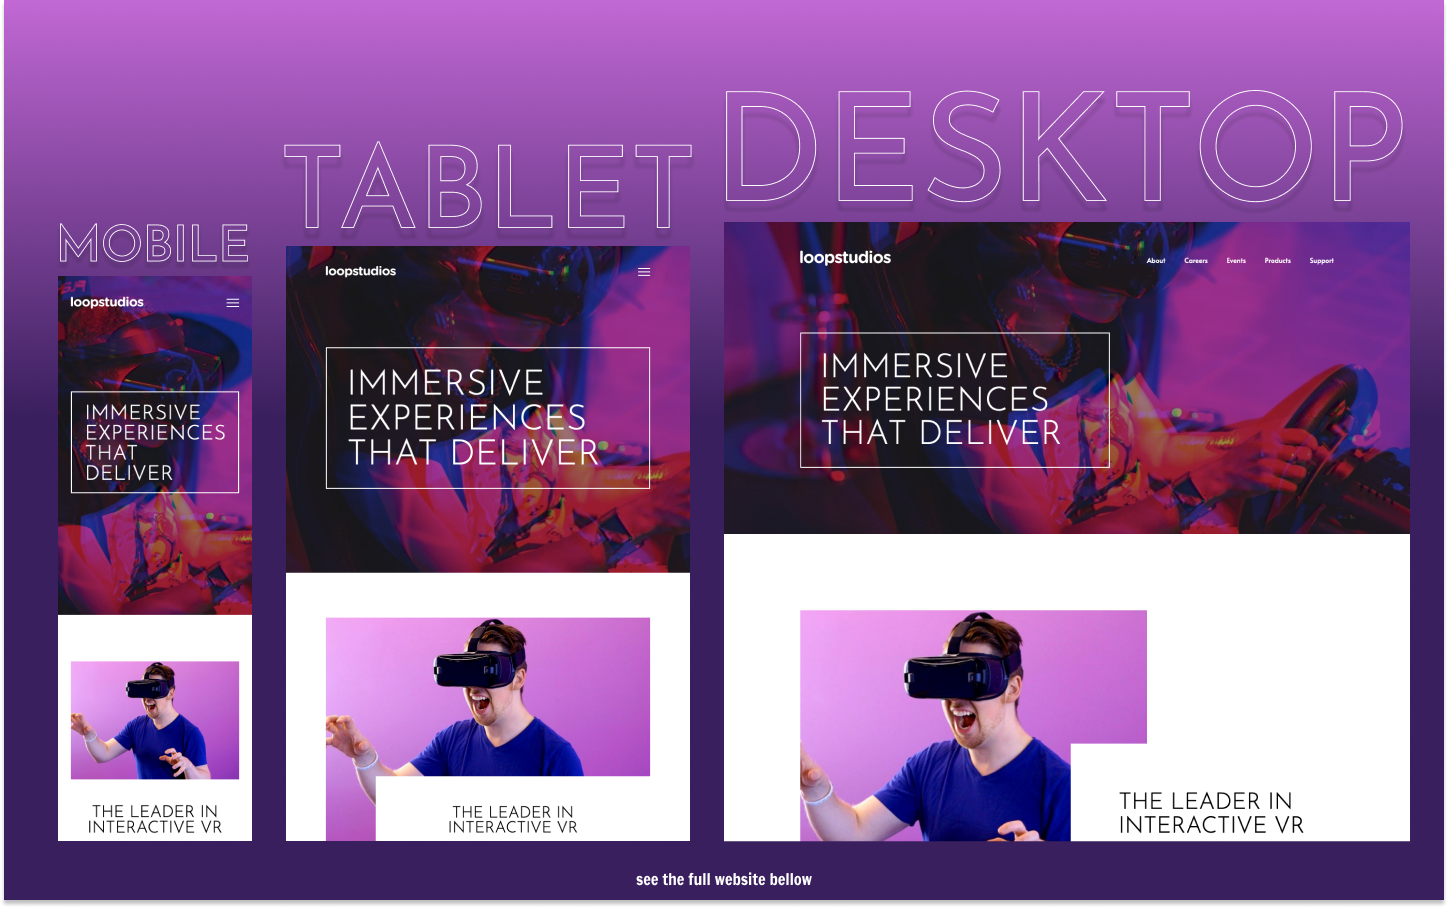 MOBILE
loopstudios
IMMERSIVE
EXPERIENCES
THAT
DELIVER
THE LEADER IN
INTERACTIVE VR
TABLET
loopstudios
IMMERSIVE
EXPERIENCES
THAT DELIVER
THE LEADER IN
INTERACTIVE VR
DESKTOP
loopstudios
About Careers Events Products Support
IMMERSIVE
EXPERIENCES
THAT DELIVER
THE LEADER IN
INTERACTIVE VR
see the full website bellow